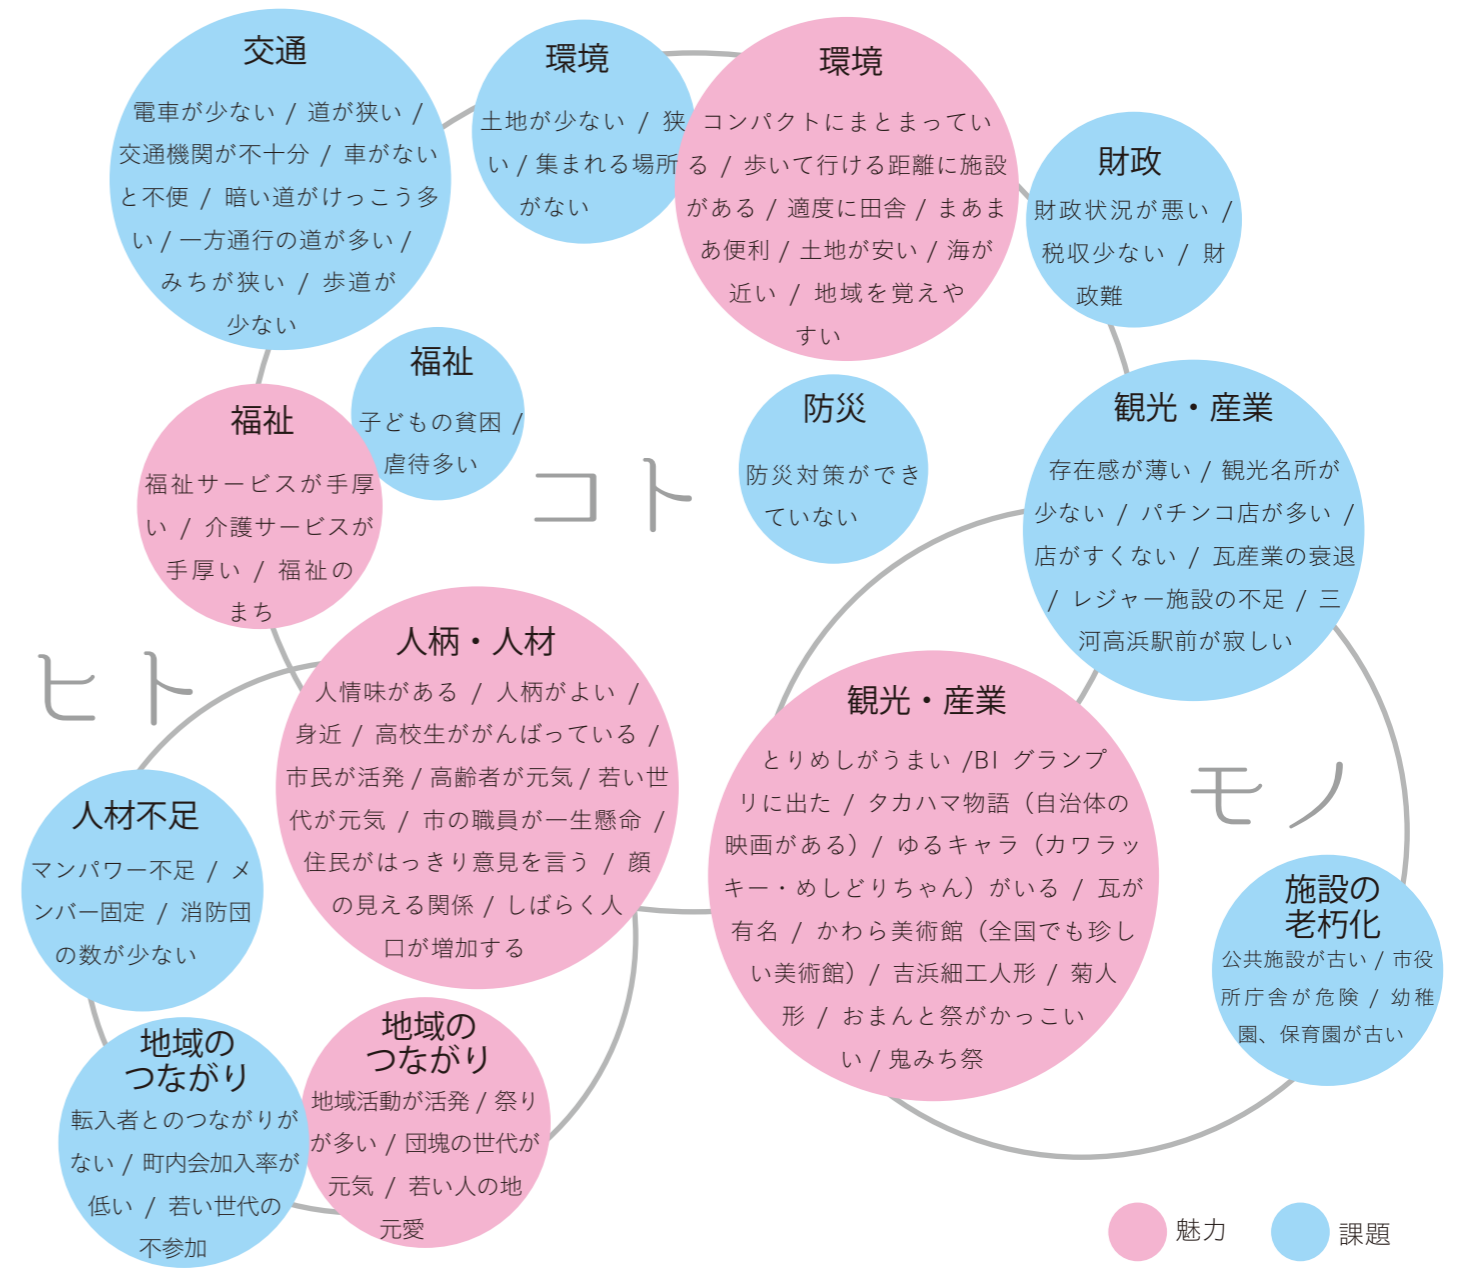 交通
電車が少ない / 道が狭い /
交通機関が不十分 / 車がない
と不便 / 暗い道がけっこう多
い / 一方通行の道が多い /
みちが狭い / 歩道が
少ない
環境
土地が少ない / 狭
い / 集まれる場所
がない
環境
コンパクトにまとまってい
る / 歩いて行ける距離に施設
がある / 適度に田舎 / まあま
あ便利 / 土地が安い / 海が
近い / 地域を覚えや
すい
財政
財政状況が悪い /
税収少ない / 財
政難
福祉
子どもの貧困 /
虐待多い
福祉
福祉サービスが手厚
い / 介護サービスが
手厚い / 福祉の
まち
コト
防災
防災対策ができ
ていない
観光・産業
存在感が薄い / 観光名所が
少ない / パチンコ店が多い /
店がすくない / 瓦産業の衰退
/ レジャー施設の不足 / 三
河高浜駅前が寂しい
ヒト
人柄・人材
人情味がある / 人柄がよい /
身近 / 高校生ががんばっている /
市民が活発 / 高齢者が元気 / 若い世
代が元気 / 市の職員が一生懸命 /
住民がはっきり意見を言う / 顔
の見える関係 / しばらく人
口が増加する
観光・産業
とりめしがうまい /BI グランプ
リに出た / タカハマ物語（自治体の
映画がある）/ ゆるキャラ（カワラッ
キー・めしどりちゃん）がいる / 瓦が
有名 / かわら美術館（全国でも珍し
い美術館）/ 吉浜細工人形 / 菊人
形 / おまんと祭がかっこい
い / 鬼みち祭
モノ
人材不足
マンパワー不足 / メ
ンバー固定 / 消防団
の数が少ない
施設の
老朽化
公共施設が古い / 市役
所庁舎が危険 / 幼稚
園、保育園が古い
地域の
つながり
転入者とのつながりが
ない / 町内会加入率が
低い / 若い世代の
不参加
地域の
つながり
地域活動が活発 / 祭り
が多い / 団塊の世代が
元気 / 若い人の地
元愛
魅力
課題